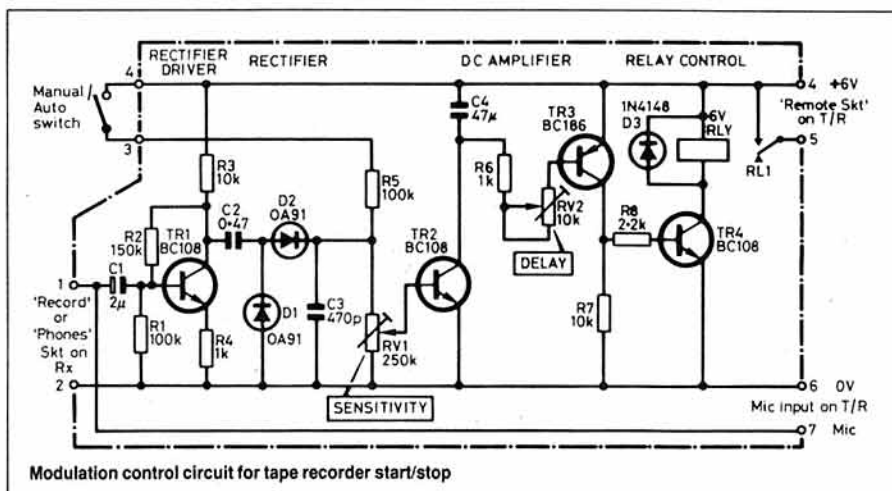 RECTIFIER DRIVER
RECTIFIER
DC AMPLIFIER
RELAY CONTROL
Manual/
Auto
switch
4
3
R3
10k
R2
150k
TR1
BC108
C1
2µ
1
'Record'
or
'Phones'
Skt on
Rx
2
R1
100k
R4
1k
C2
0·47
D2
OA91
D1
OA91
C3
470p
R5
100k
RV1
250k
SENSITIVITY
TR2
BC108
C4
47µ
R6
1k
RV2
10k
DELAY
TR3
BC186
R8
2·2k
R7
10k
1N4148
D3
6V
RLY
TR4
BC108
RL1
4 +6V
'Remote Skt'
on T/R
5
6 0V
Mic input on T/R
7 Mic
Modulation control circuit for tape recorder start/stop